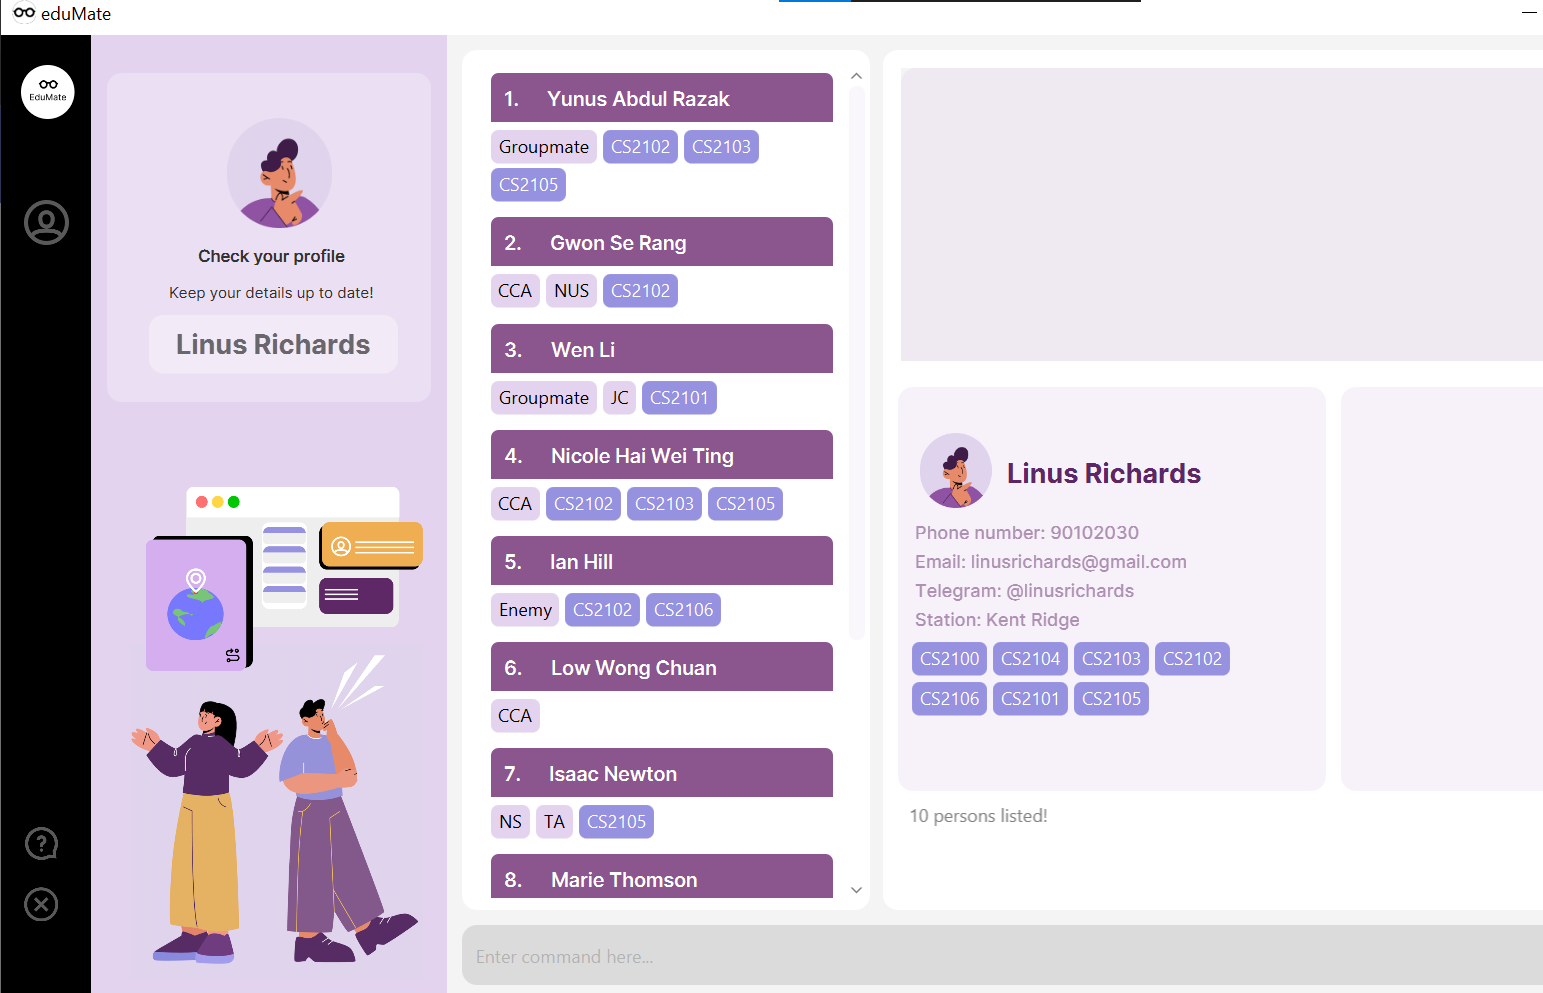 eduMate
EduMate
Check your profile
Keep your details up to date!
Linus Richards
1. Yunus Abdul Razak
Groupmate CS2102 CS2103
CS2105
2. Gwon Se Rang
CCA NUS CS2102
3. Wen Li
Groupmate JC CS2101
4. Nicole Hai Wei Ting
CCA CS2102 CS2103 CS2105
5. Ian Hill
Enemy CS2102 CS2106
6. Low Wong Chuan
CCA
7. Isaac Newton
NS TA CS2105
8. Marie Thomson
Linus Richards
Phone number: 90102030
Email: linusrichards@gmail.com
Telegram: @linusrichards
Station: Kent Ridge
CS2100 CS2104 CS2103 CS2102
CS2106 CS2101 CS2105
10 persons listed!
Enter command here...